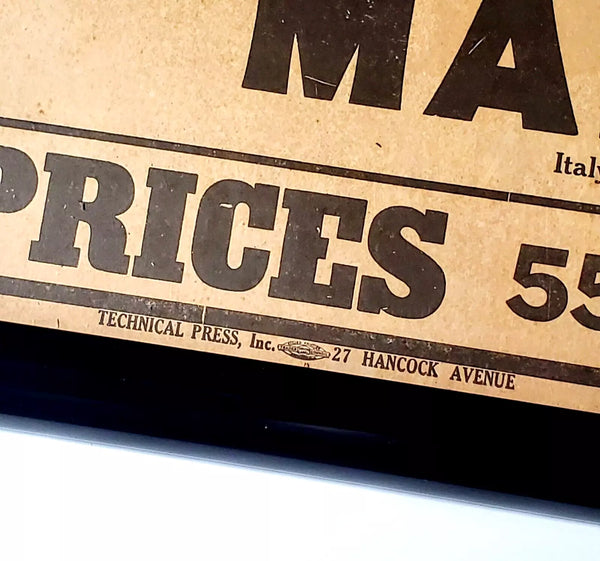 MA
Italy
PRICES 55
TECHNICAL PRESS, Inc. 27 HANCOCK AVENUE